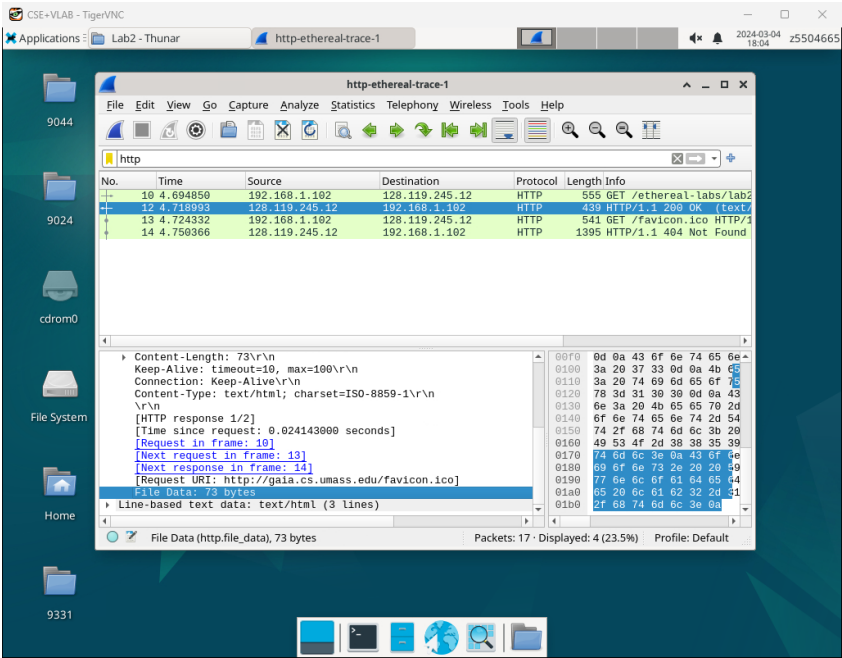 CSE+VLAB - TigerVNC
Applications
Lab2 - Thunar
http-ethereal-trace-1
2024-03-04
18:04
z5504665
9044
9024
cdrom0
File System
Home
9331
http-ethereal-trace-1
File Edit View Go Capture Analyze Statistics Telephony Wireless Tools Help
http
No. Time Source Destination Protocol Length Info
10 4.694850 192.168.1.102 128.119.245.12 HTTP 555 GET /ethereal-labs/lab2
12 4.718993 128.119.245.12 192.168.1.102 HTTP 439 HTTP/1.1 200 OK (text/
13 4.724332 192.168.1.102 128.119.245.12 HTTP 541 GET /favicon.ico HTTP/1
14 4.750366 128.119.245.12 192.168.1.102 HTTP 1395 HTTP/1.1 404 Not Found
Content-Length: 73\r\n
Keep-Alive: timeout=10, max=100\r\n
Connection: Keep-Alive\r\n
Content-Type: text/html; charset=ISO-8859-1\r\n
\r\n
[HTTP response 1/2]
[Time since request: 0.024143000 seconds]
[Request in frame: 10]
[Next request in frame: 13]
[Next response in frame: 14]
[Request URI: http://gaia.cs.umass.edu/favicon.ico]
File Data: 73 bytes
Line-based text data: text/html (3 lines)
00f0 0d 0a 43 6f 6e 74 65 6e
0100 3a 20 37 33 0d 0a 4b 65
0110 3a 20 74 69 6d 65 6f 75
0120 78 3d 31 30 30 0d 0a 43
0130 6e 3a 20 4b 65 65 70 2d
0140 6f 6e 74 65 6e 74 2d 54
0150 74 2f 68 74 6d 6c 3b 20
0160 49 53 4f 2d 38 38 35 39
0170 74 6d 6c 3e 0a 43 6f 6e
0180 69 6f 6e 73 2e 20 20 59
0190 77 6e 6c 6f 61 64 65 64
01a0 65 20 6c 61 62 32 2d 31
01b0 2f 68 74 6d 6c 3e 0a
File Data (http.file_data), 73 bytes
Packets: 17 · Displayed: 4 (23.5%)
Profile: Default